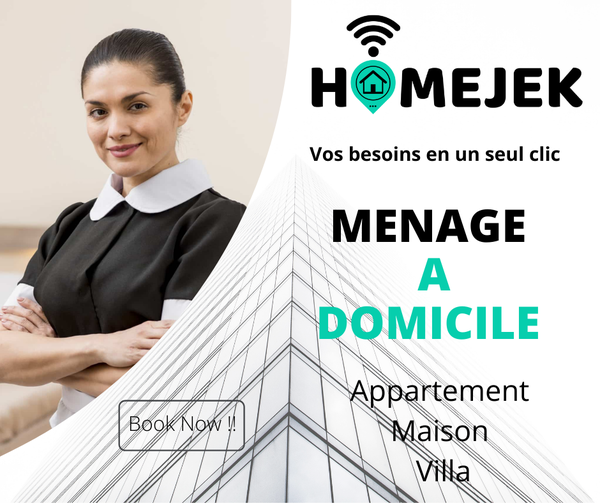 HOMEJEK
Vos besoins en un seul clic
MENAGE
A
DOMICILE
Appartement
Maison
Villa
Book Now !!